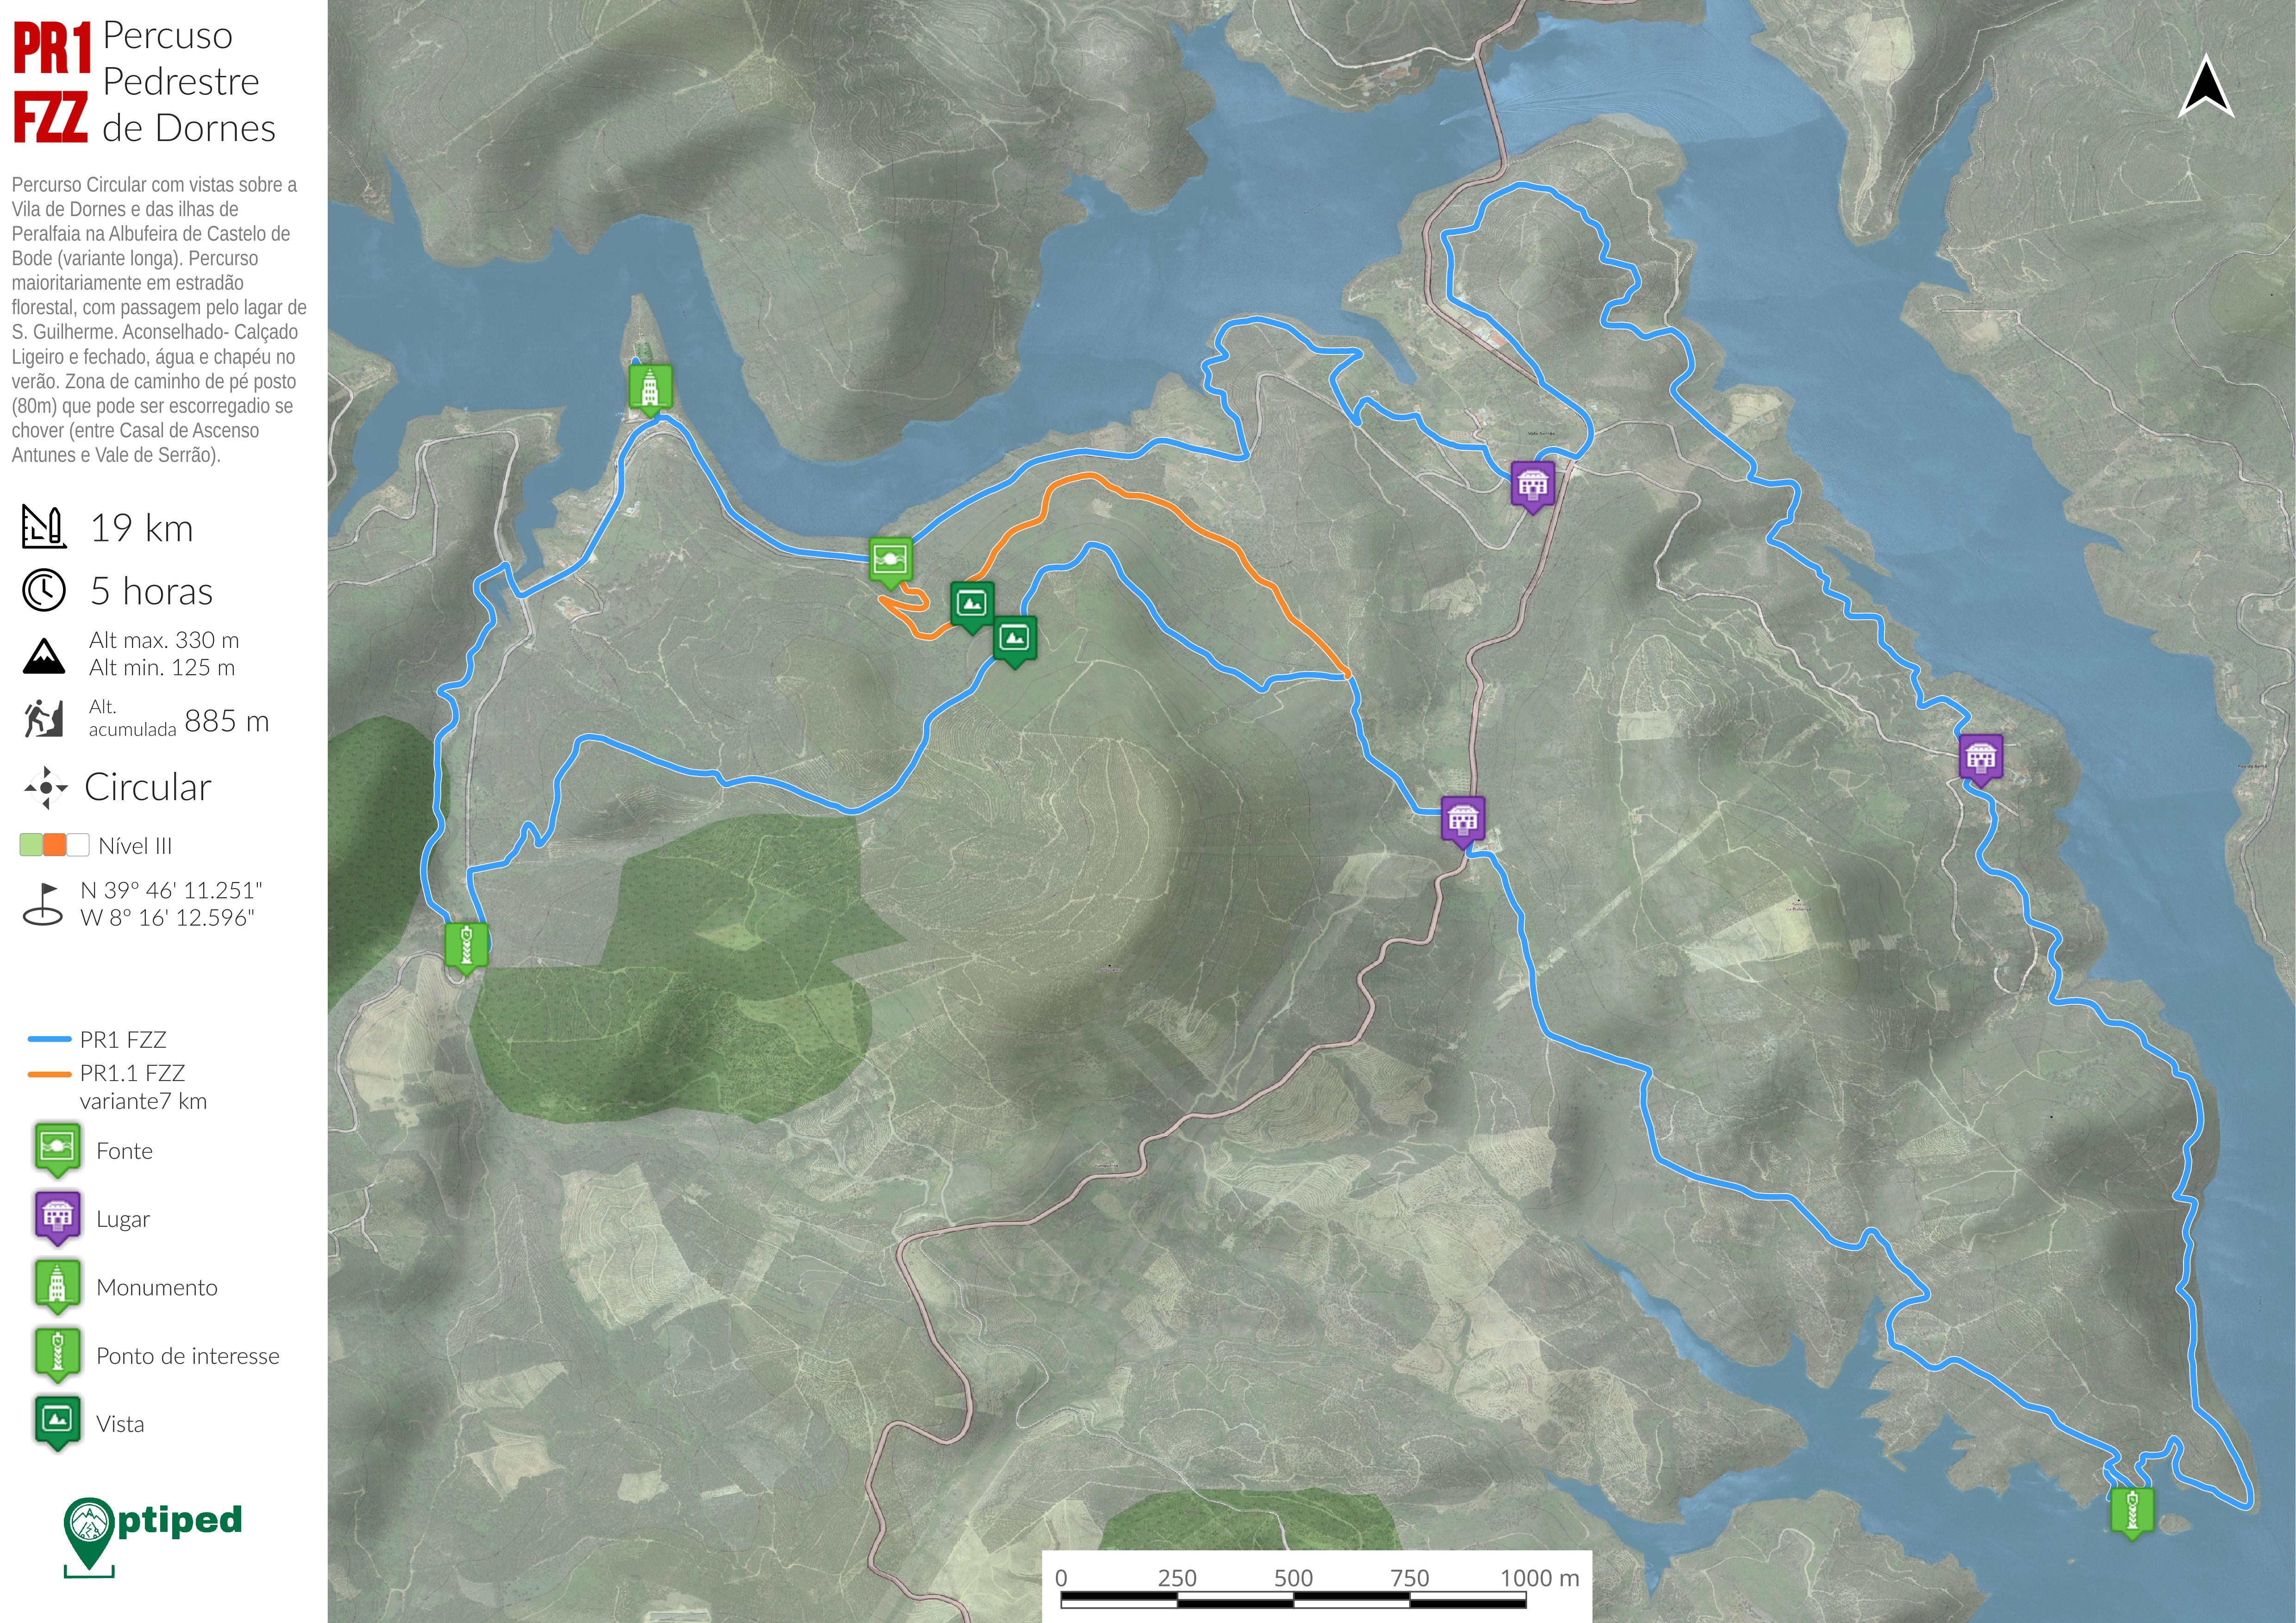 PR1
FZZ
Percuso
Pedrestre
de Dornes
Percurso Circular com vistas sobre a
Vila de Dornes e das ilhas de
Peralfaia na Albufeira de Castelo de
Bode (variante longa). Percurso
maioritariamente em estradão
florestal, com passagem pelo lagar de
S. Guilherme. Aconselhado- Calçado
Ligeiro e fechado, água e chapéu no
verão. Zona de caminho de pé posto
(80m) que pode ser escorregadio se
chover (entre Casal de Ascenso
Antunes e Vale de Serrão).
19 km
5 horas
Alt max. 330 m
Alt min. 125 m
Alt.
acumulada 885 m
Circular
Nível III
N 39º 46' 11.251"
W 8º 16' 12.596"
PR1 FZZ
PR1.1 FZZ
variante7 km
Fonte
Lugar
Monumento
Ponto de interesse
Vista
ptiped
0 250 500 750 1000 m